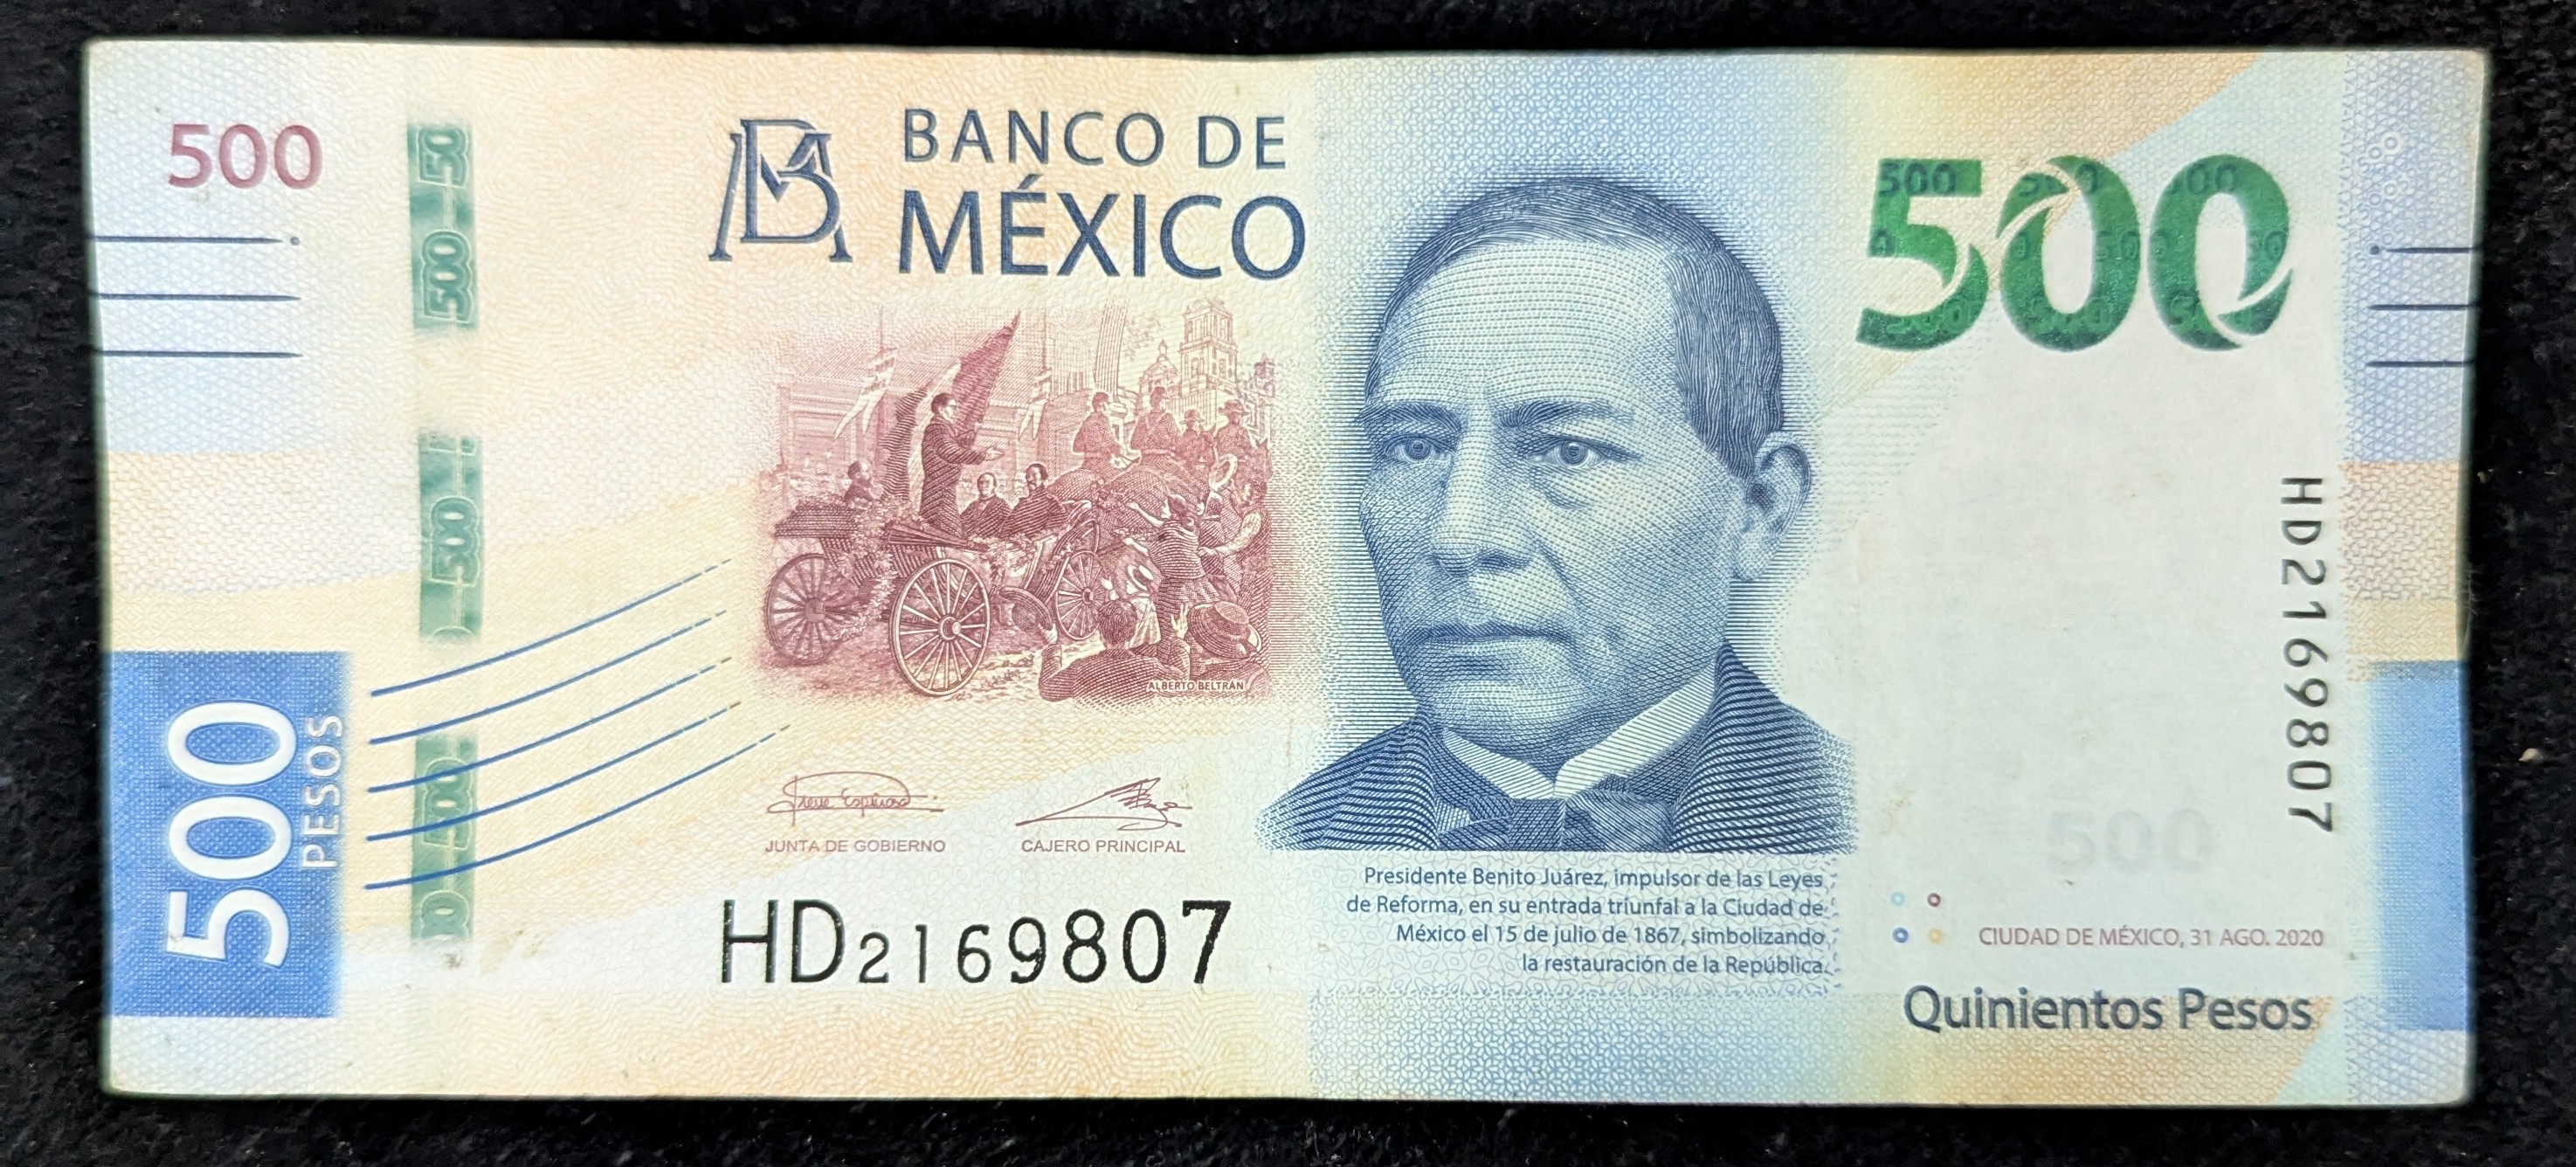 500
BANCO DE
MÉXICO
500
500
500
500
500
PESOS
ALBERTO BELTRÁN
JUNTA DE GOBIERNO
CAJERO PRINCIPAL
HD2169807
HD2169807
Presidente Benito Juárez, impulsor de las Leyes
de Reforma, en su entrada triunfal a la Ciudad de
México el 15 de julio de 1867, simbolizando
la restauración de la República.
500
CIUDAD DE MÉXICO, 31 AGO. 2020
Quinientos Pesos